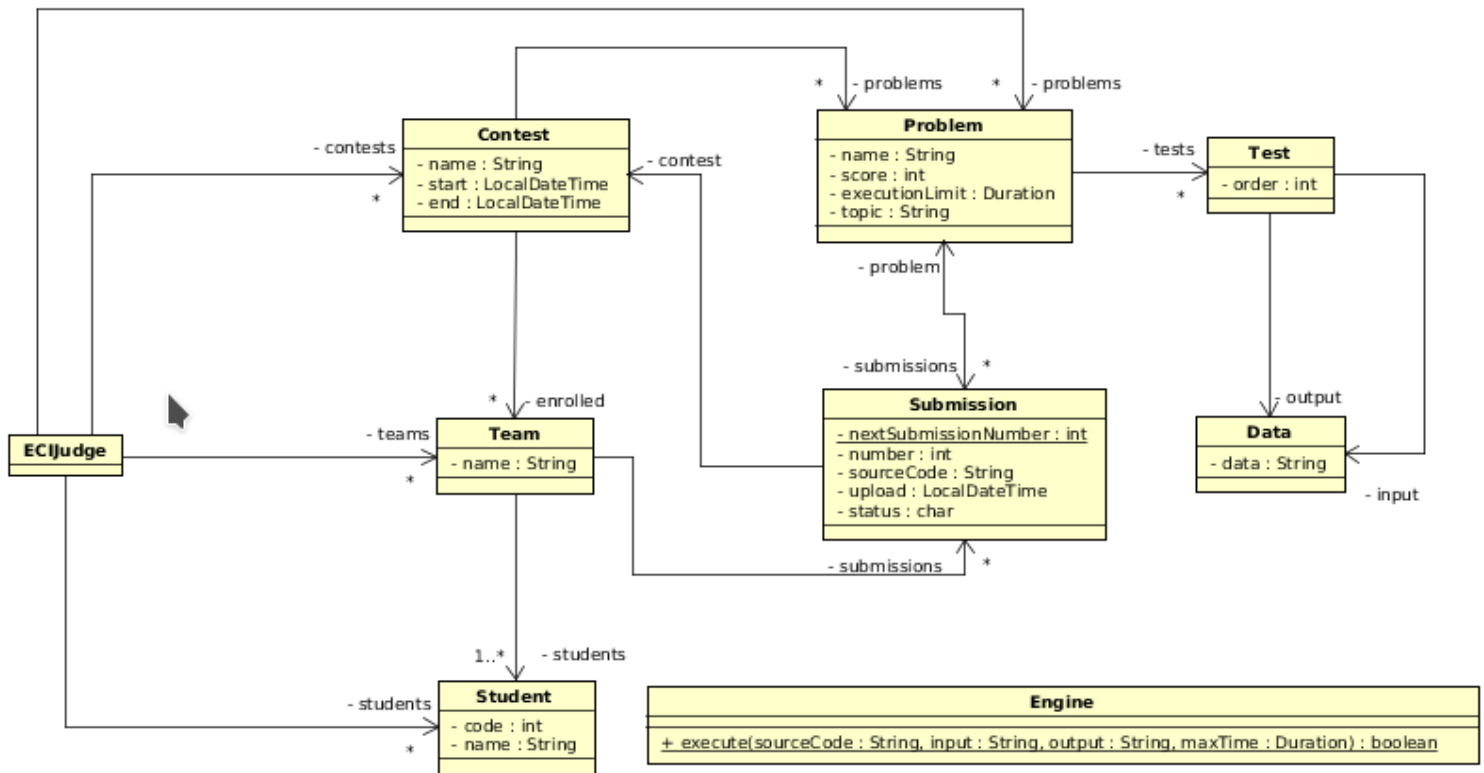 * - problems
* - problems
Contest
- name : String
- start : LocalDateTime
- end : LocalDateTime
- contests
*
- contest
Problem
- name : String
- score : int
- executionLimit : Duration
- topic : String
- tests
*
Test
- order : int
- problem
- submissions *
* - enrolled
- output
ECIJudge
- teams
*
Team
- name : String
Submission
- nextSubmissionNumber : int
- number : int
- sourceCode : String
- upload : LocalDateTime
- status : char
Data
- data : String
- input
- submissions *
1..* - students
- students
*
Student
- code : int
- name : String
Engine
+ execute(sourceCode : String, input : String, output : String, maxTime : Duration) : boolean